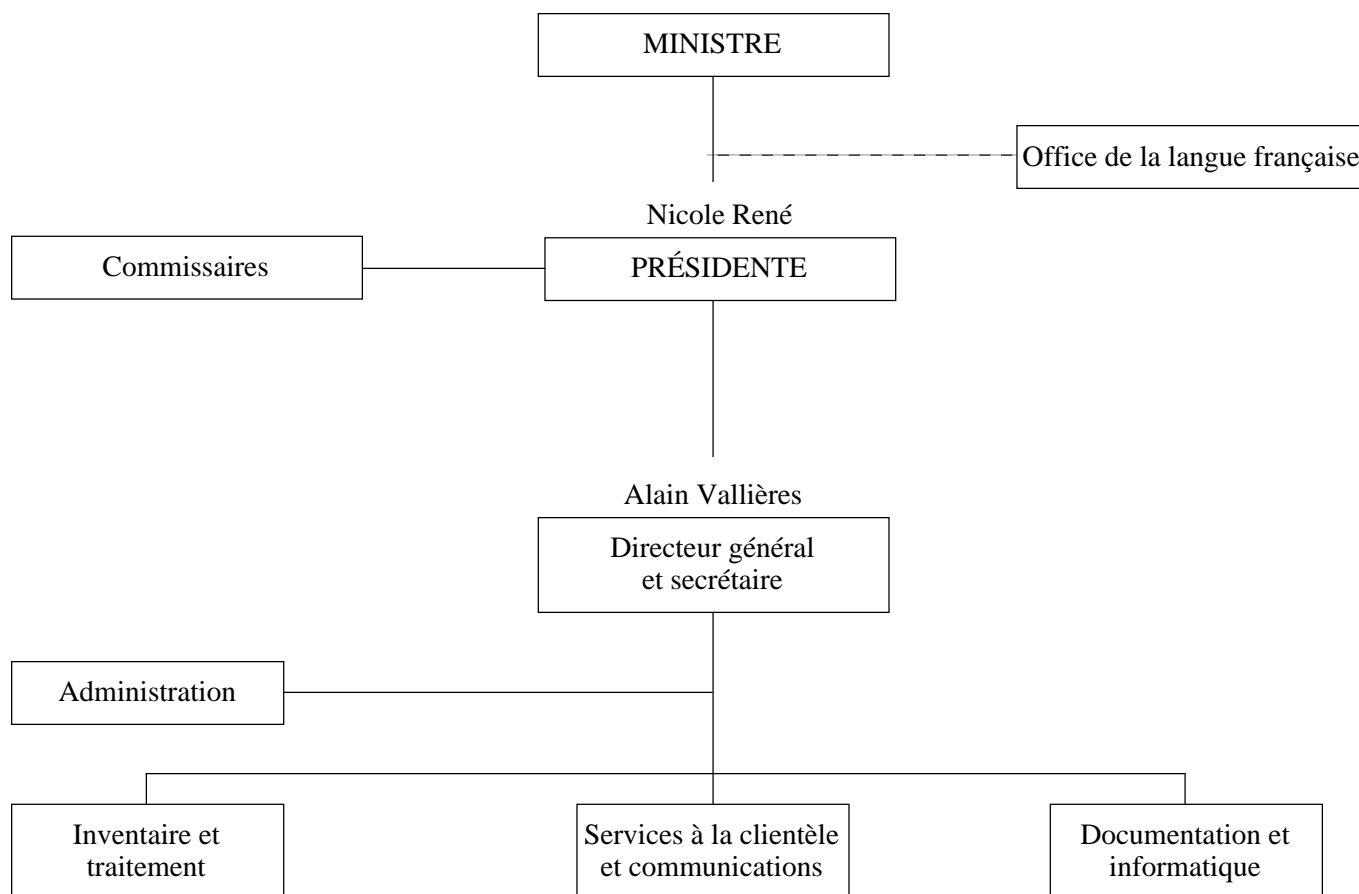 MINISTRE
Office de la langue française
Nicole René
Commissaires
PRÉSIDENTE
Alain Vallières
Directeur général
et secrétaire
Administration
Inventaire et
traitement
Services à la clientèle
et communications
Documentation et
informatique